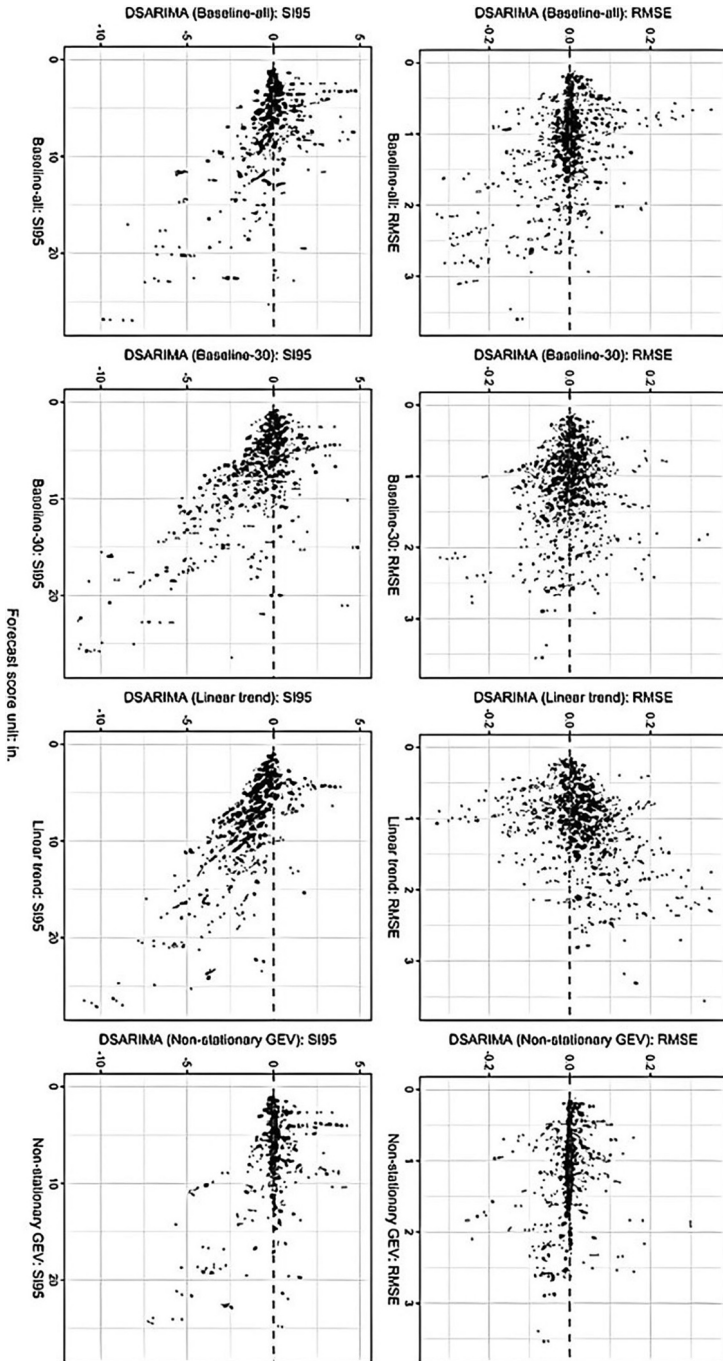 DSARIMA (Baseline-all): RMSE
0.2
0.0
-0.2
0 1 2 3
Baseline-all: RMSE
DSARIMA (Baseline-30): RMSE
0.2
0.0
-0.2
0 1 2 3
Baseline-30: RMSE
DSARIMA (Linear trend): RMSE
0.2
0.0
-0.2
0 1 2 3
Linear trend: RMSE
DSARIMA (Non-stationary GEV): RMSE
0.2
0.0
-0.2
0 1 2 3
Non-stationary GEV: RMSE
DSARIMA (Baseline-all): SI95
5
0
-5
-10
0 10 20
Baseline-all: SI95
DSARIMA (Baseline-30): SI95
5
0
-5
-10
0 10 20
Baseline-30: SI95
DSARIMA (Linear trend): SI95
5
0
-5
-10
0 10 20
Linear trend: SI95
DSARIMA (Non-stationary GEV): SI95
5
0
-5
-10
0 10 20
Non-stationary GEV: SI95
Forecast score unit: in.